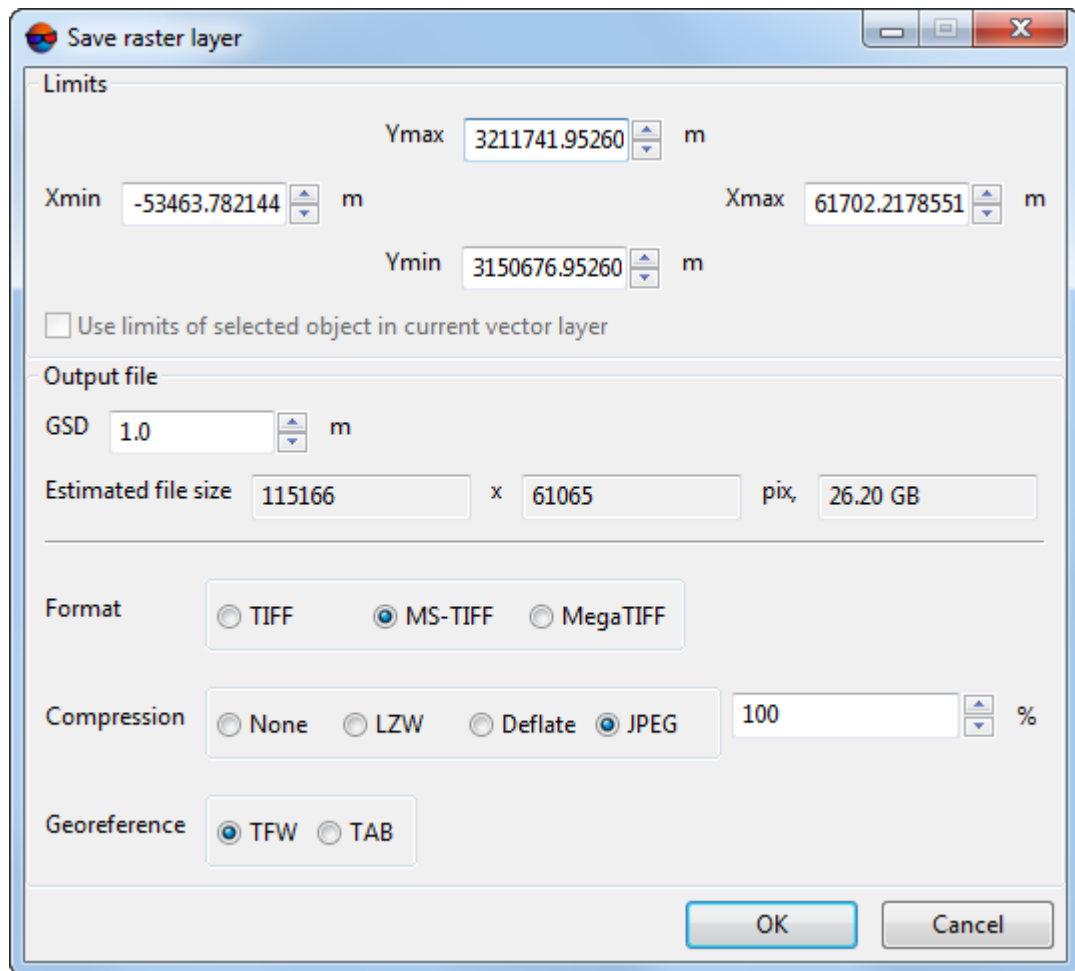 Save raster layer
Limits
Ymax 3211741.95260 m
Xmin -53463.782144 m Xmax 61702.2178551 m
Ymin 3150676.95260 m
Use limits of selected object in current vector layer
Output file
GSD 1.0 m
Estimated file size 115166 x 61065 pix, 26.20 GB
Format TIFF MS-TIFF MegaTIFF
Compression None LZW Deflate JPEG 100 %
Georeference TFW TAB
OK Cancel